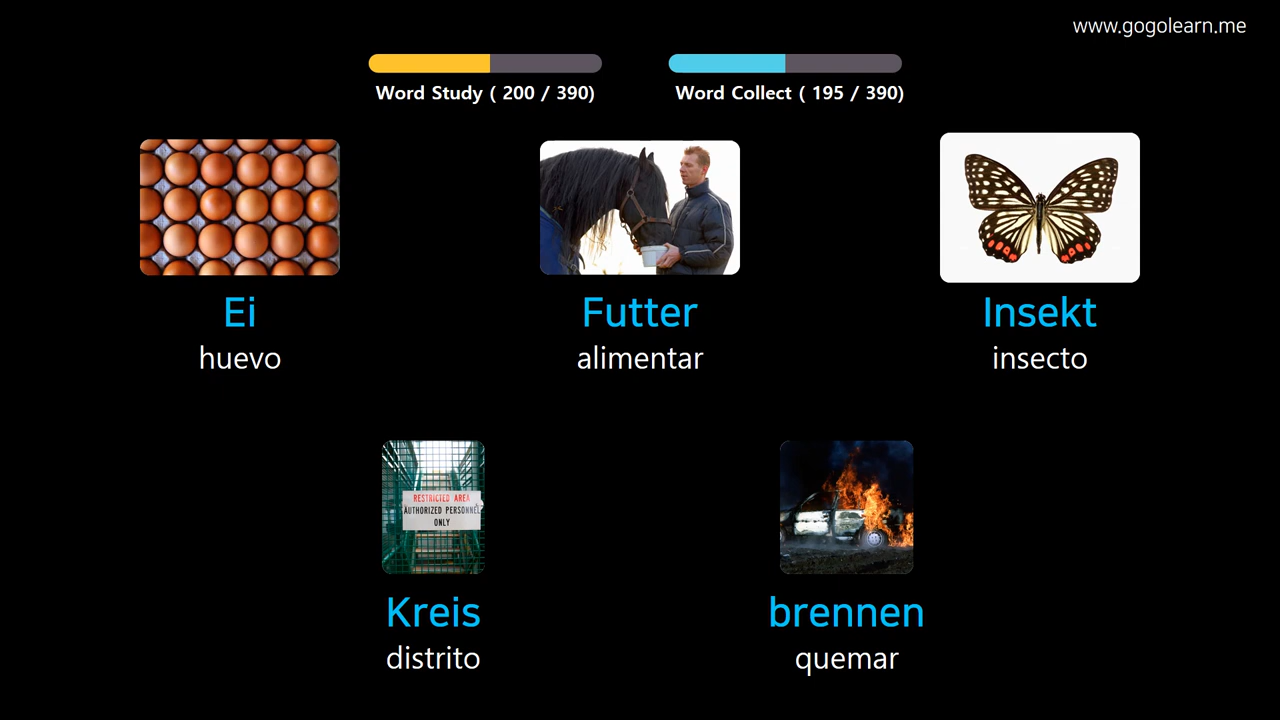 www.gogolearn.me
Word Study ( 200 / 390)
Word Collect ( 195 / 390)
Ei
huevo
Futter
alimentar
Insekt
insecto
RESTRICTED AREA
AUTHORIZED PERSONNEL
ONLY
Kreis
distrito
brennen
quemar